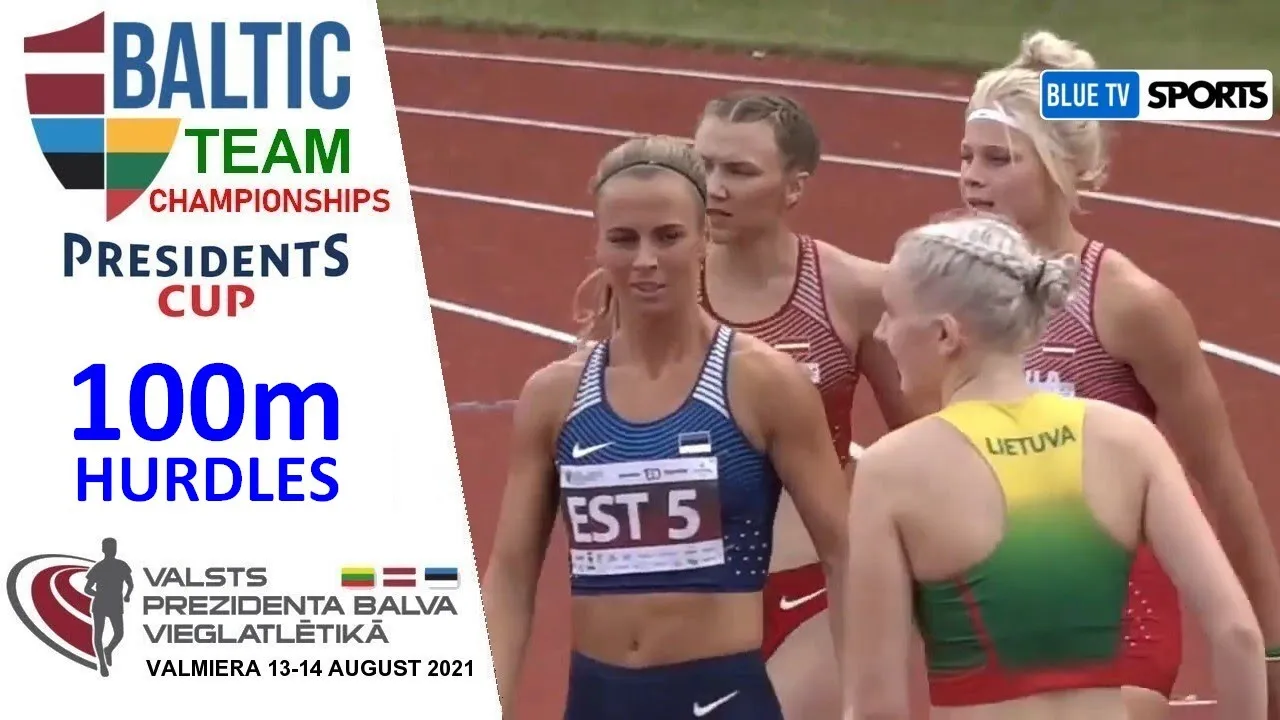 BALTIC
TEAM
CHAMPIONSHIPS
PRESIDENTS
CUP
100m
HURDLES
VALSTS
PREZIDENTA BALVA
VIEGLATLĒTIKĀ
VALMIERA 13-14 AUGUST 2021
BLUE TV SPORTS
EST 5
LIETUVA